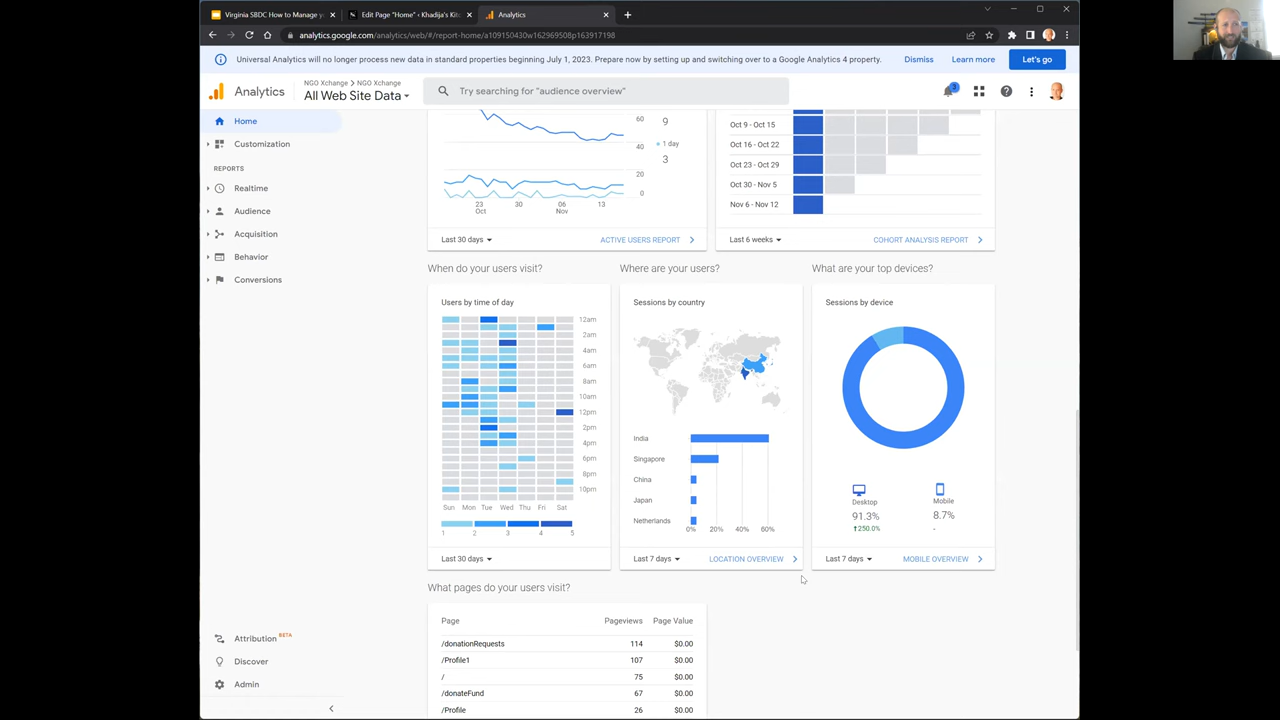 Virginia SBDC How to Manage y
Edit Page "Home" ‹ Khadija's Kit
Analytics
analytics.google.com/analytics/web/#/report-home/a109150430w162969508p163917198
Universal Analytics will no longer process new data in standard properties beginning July 1, 2023. Prepare now by setting up and switching over to a Google Analytics 4 property.
Dismiss
Learn more
Let's go
Analytics
NGO Xchange > NGO Xchange
All Web Site Data
Try searching for "audience overview"
3
Home
Customization
REPORTS
Realtime
Audience
Acquisition
Behavior
Conversions
Attribution BETA
Discover
Admin
60
40
20
0
9
1 day
3
23
Oct
30
06
Nov
13
Last 30 days
ACTIVE USERS REPORT
Oct 9 - Oct 15
Oct 16 - Oct 22
Oct 23 - Oct 29
Oct 30 - Nov 5
Nov 6 - Nov 12
Last 6 weeks
COHORT ANALYSIS REPORT
When do your users visit?
Users by time of day
12am
2am
4am
6am
8am
10am
12pm
2pm
4pm
6pm
8pm
10pm
Sun Mon Tue Wed Thu Fri Sat
1 2 3 4 5
Last 30 days
Where are your users?
Sessions by country
India
Singapore
China
Japan
Netherlands
0% 20% 40% 60%
Last 7 days
LOCATION OVERVIEW
What are your top devices?
Sessions by device
Desktop
91.3%
250.0%
Mobile
8.7%
-
Last 7 days
MOBILE OVERVIEW
What pages do your users visit?
Page Pageviews Page Value
/donationRequests 114 $0.00
/Profile1 107 $0.00
/ 75 $0.00
/donateFund 67 $0.00
/Profile 26 $0.00